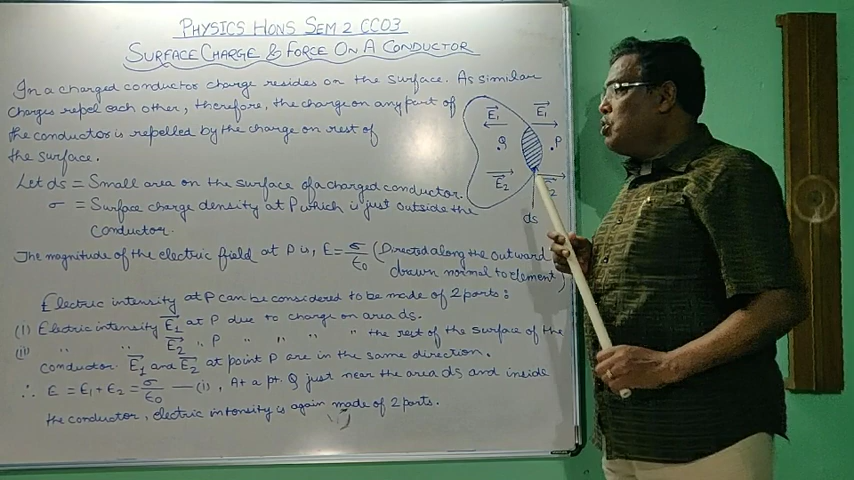 PHYSICS HONS SEM 2 CC03
SURFACE CHARGE & FORCE ON A CONDUCTOR
In a charged conductor charge resides on the surface. As similar
charges repel each other, therefore, the charge on any part of
the conductor is repelled by the charge on rest of
the surface.
Let ds = Small area on the surface of a charged conductor.
σ = Surface charge density at P which is just outside the
conductor.
The magnitude of the electric field at P is, E = σ/ϵ0 (Directed along the outward
drawn normal to element)
Electric intensity at P can be considered to be made of 2 parts:
(i) Electric intensity E1 at P due to charge on area ds.
(ii) " " E2 " P " " " " the rest of the surface of the
conductor. E1 and E2 at point P are in the same direction.
∴ E = E1 + E2 = σ/ϵ0 —(i), At a pt. Q just near the area ds and inside
the conductor, electric intensity is again made of 2 parts.
E1 E1
Q P
E2 E2
ds